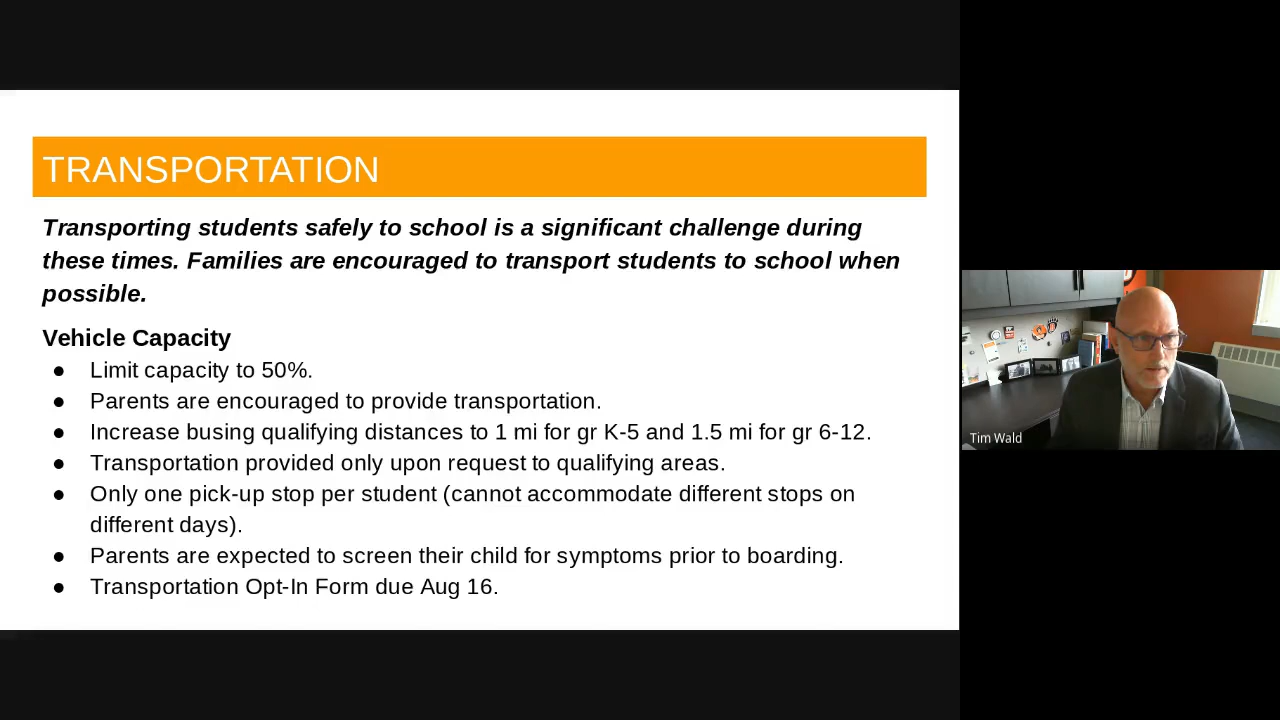 TRANSPORTATION
Transporting students safely to school is a significant challenge during
these times. Families are encouraged to transport students to school when
possible.
Vehicle Capacity
● Limit capacity to 50%.
● Parents are encouraged to provide transportation.
● Increase busing qualifying distances to 1 mi for gr K-5 and 1.5 mi for gr 6-12.
● Transportation provided only upon request to qualifying areas.
● Only one pick-up stop per student (cannot accommodate different stops on
different days).
● Parents are expected to screen their child for symptoms prior to boarding.
● Transportation Opt-In Form due Aug 16.
Tim Wald